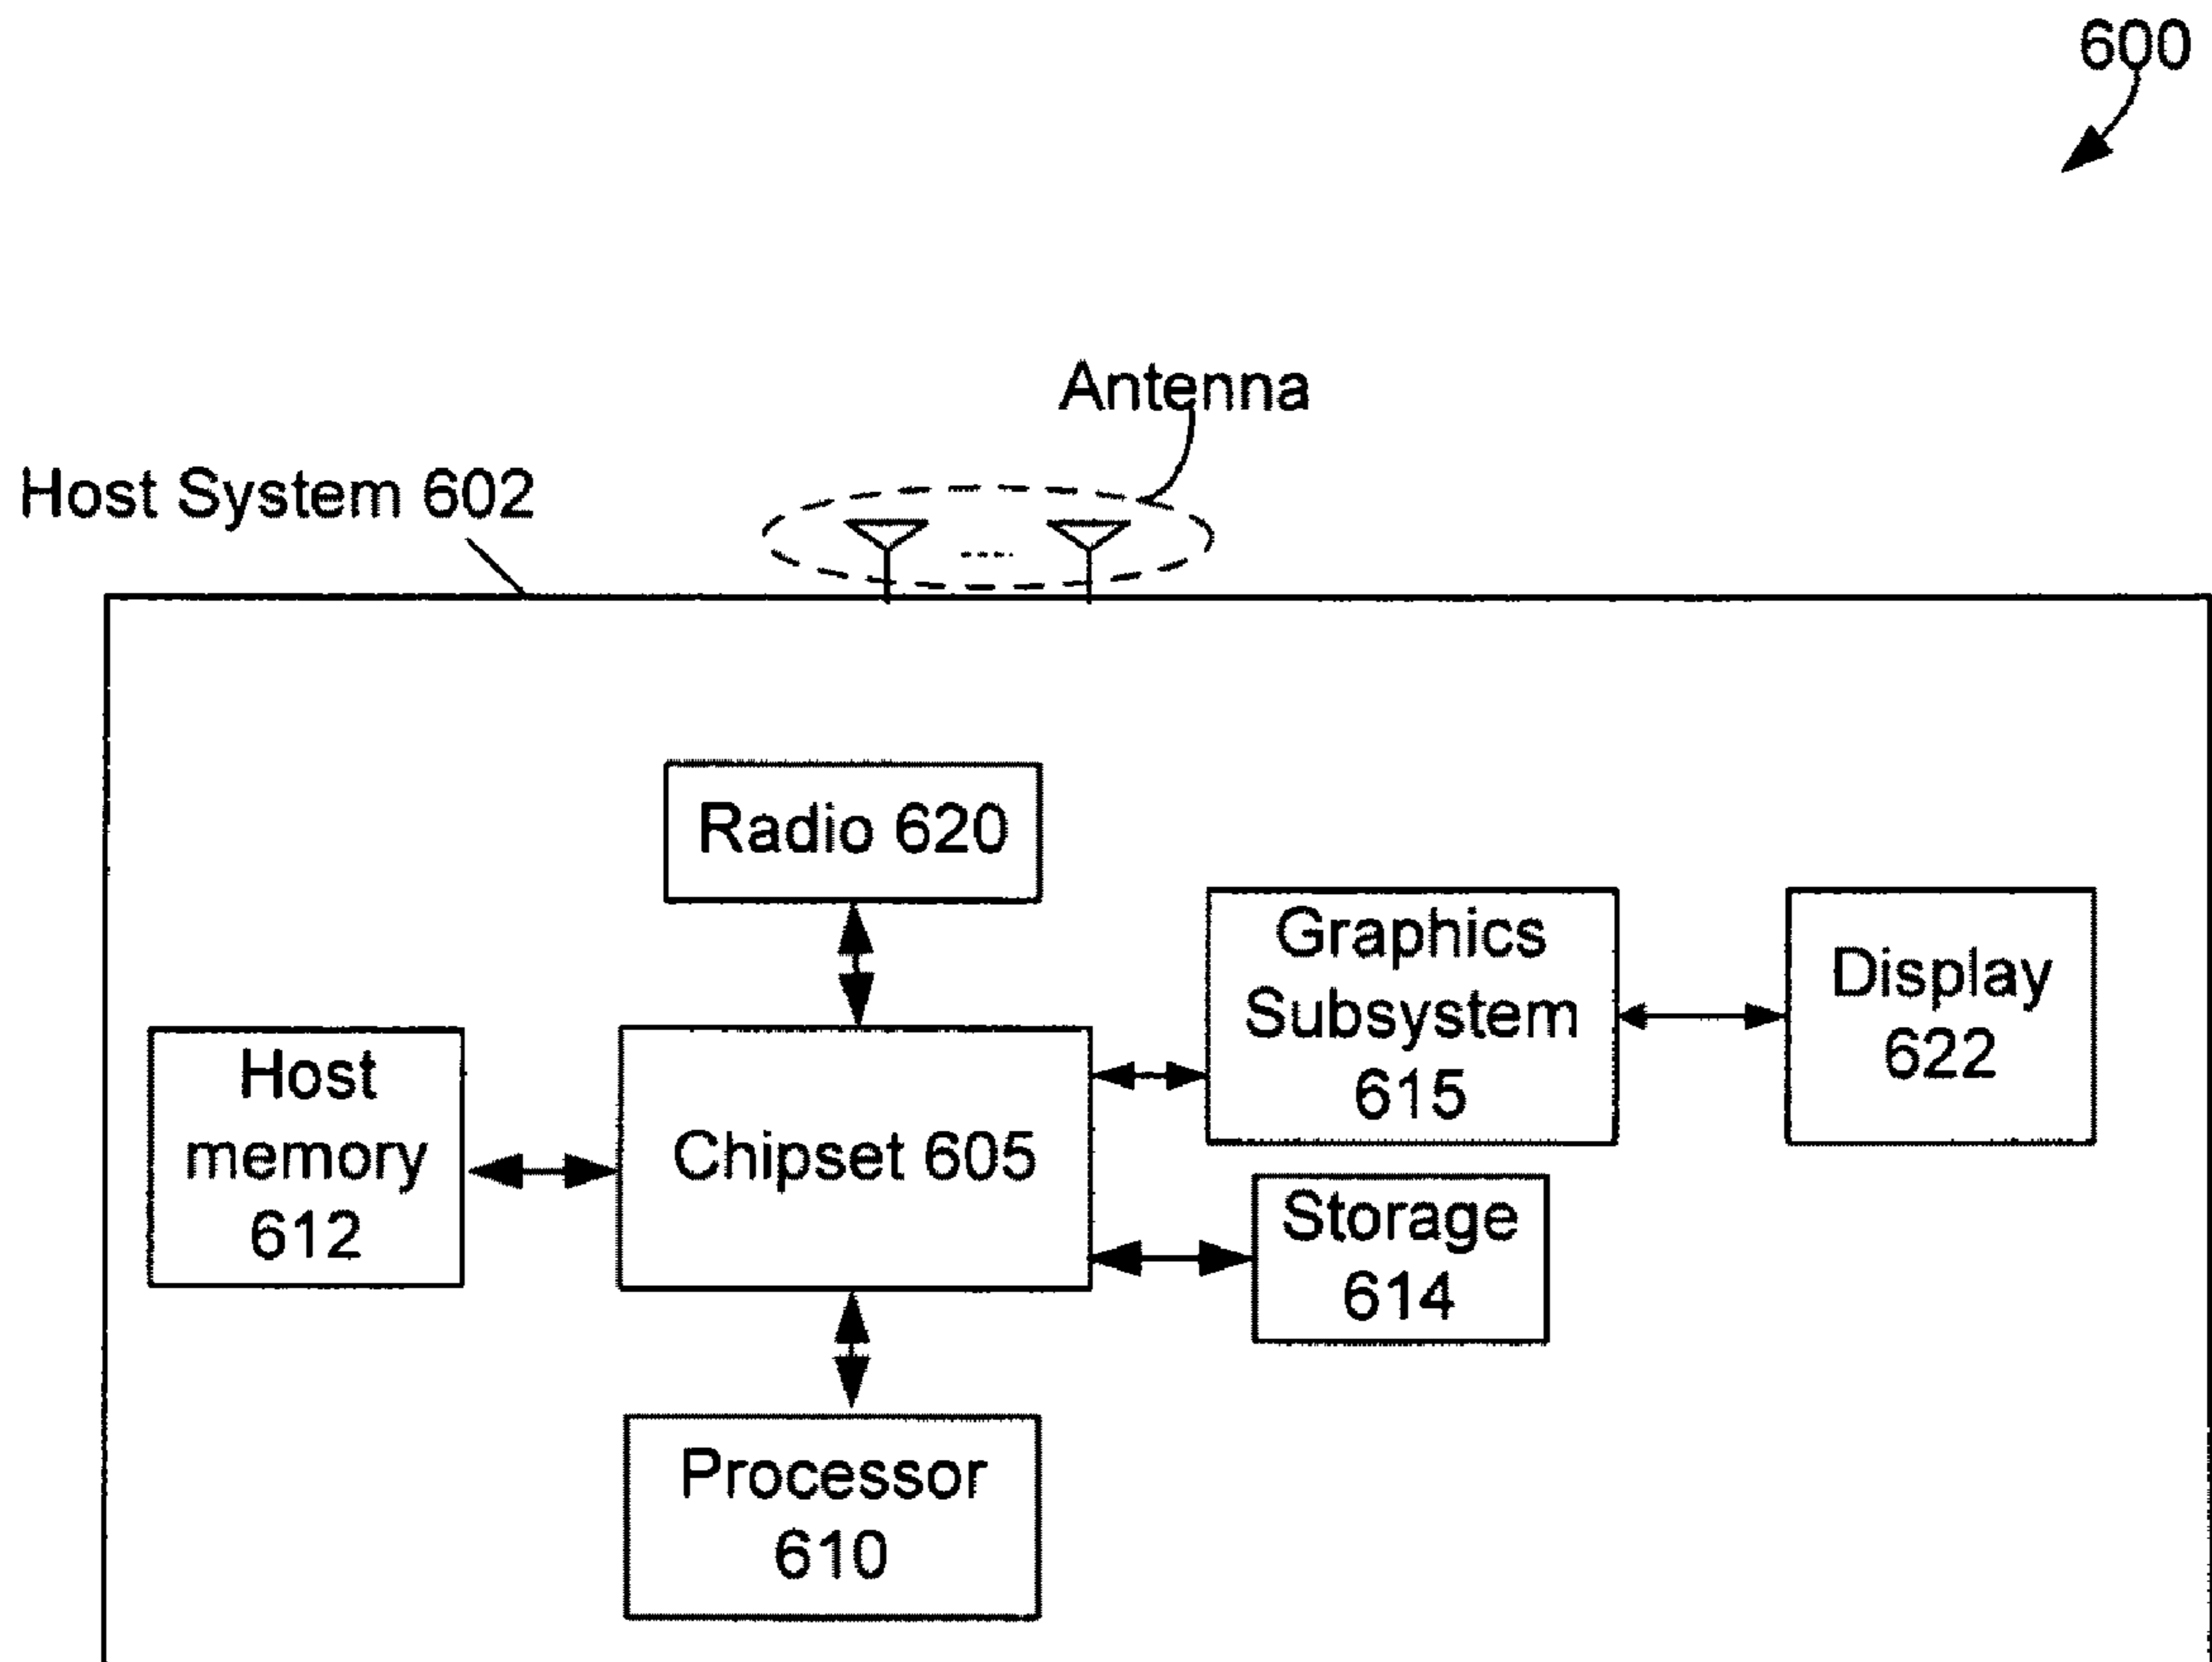 600
Antenna
Host System 602
Radio 620
Graphics
Subsystem
615
Display
622
Host
memory
612
Chipset 605
Storage
614
Processor
610